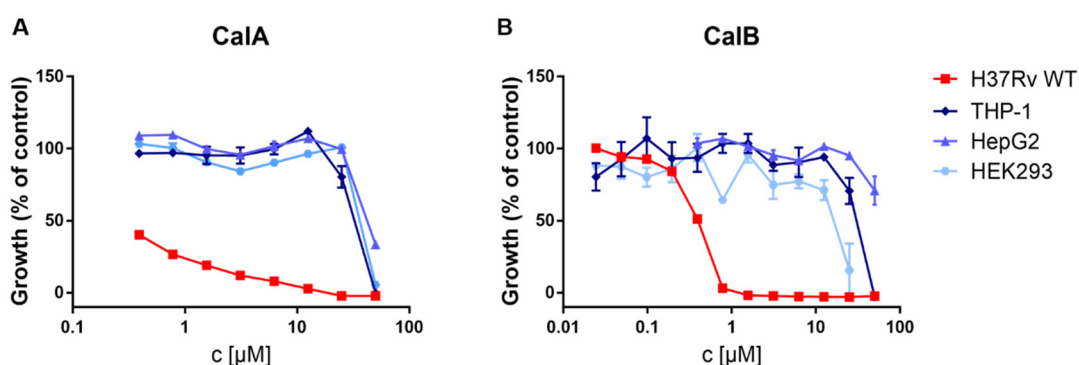 A
CalA
Growth (% of control)
150
100
50
0
0.1
1
10
100
c [µM]
B
CalB
Growth (% of control)
150
100
50
0
0.01
0.1
1
10
100
c [µM]
H37Rv WT
THP-1
HepG2
HEK293